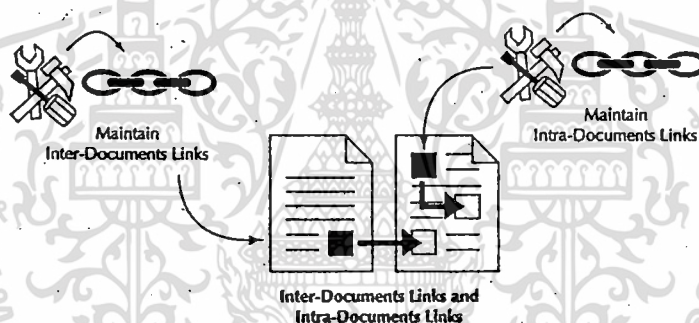 Maintain
Inter-Documents Links
Maintain
Intra-Documents Links
Inter-Documents Links and
Intra-Documents Links